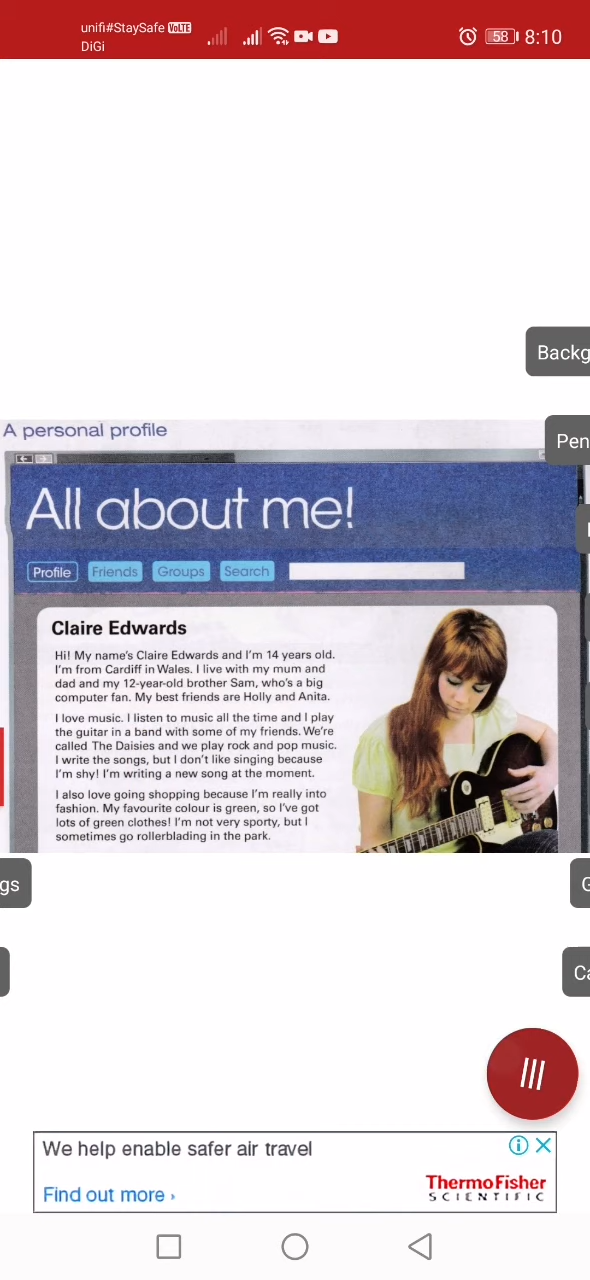 unifi#StaySafe VoLTE
DiGi
58 8:10
Backg
A personal profile
Pen
All about me!
Profile Friends Groups Search
Claire Edwards
Hi! My name's Claire Edwards and I'm 14 years old.
I'm from Cardiff in Wales. I live with my mum and
dad and my 12-year-old brother Sam, who's a big
computer fan. My best friends are Holly and Anita.
I love music. I listen to music all the time and I play
the guitar in a band with some of my friends. We're
called The Daisies and we play rock and pop music.
I write the songs, but I don't like singing because
I'm shy! I'm writing a new song at the moment.
I also love going shopping because I'm really into
fashion. My favourite colour is green, so I've got
lots of green clothes! I'm not very sporty, but I
sometimes go rollerblading in the park.
gs
Ca
We help enable safer air travel
Find out more ›
ThermoFisher
SCIENTIFIC